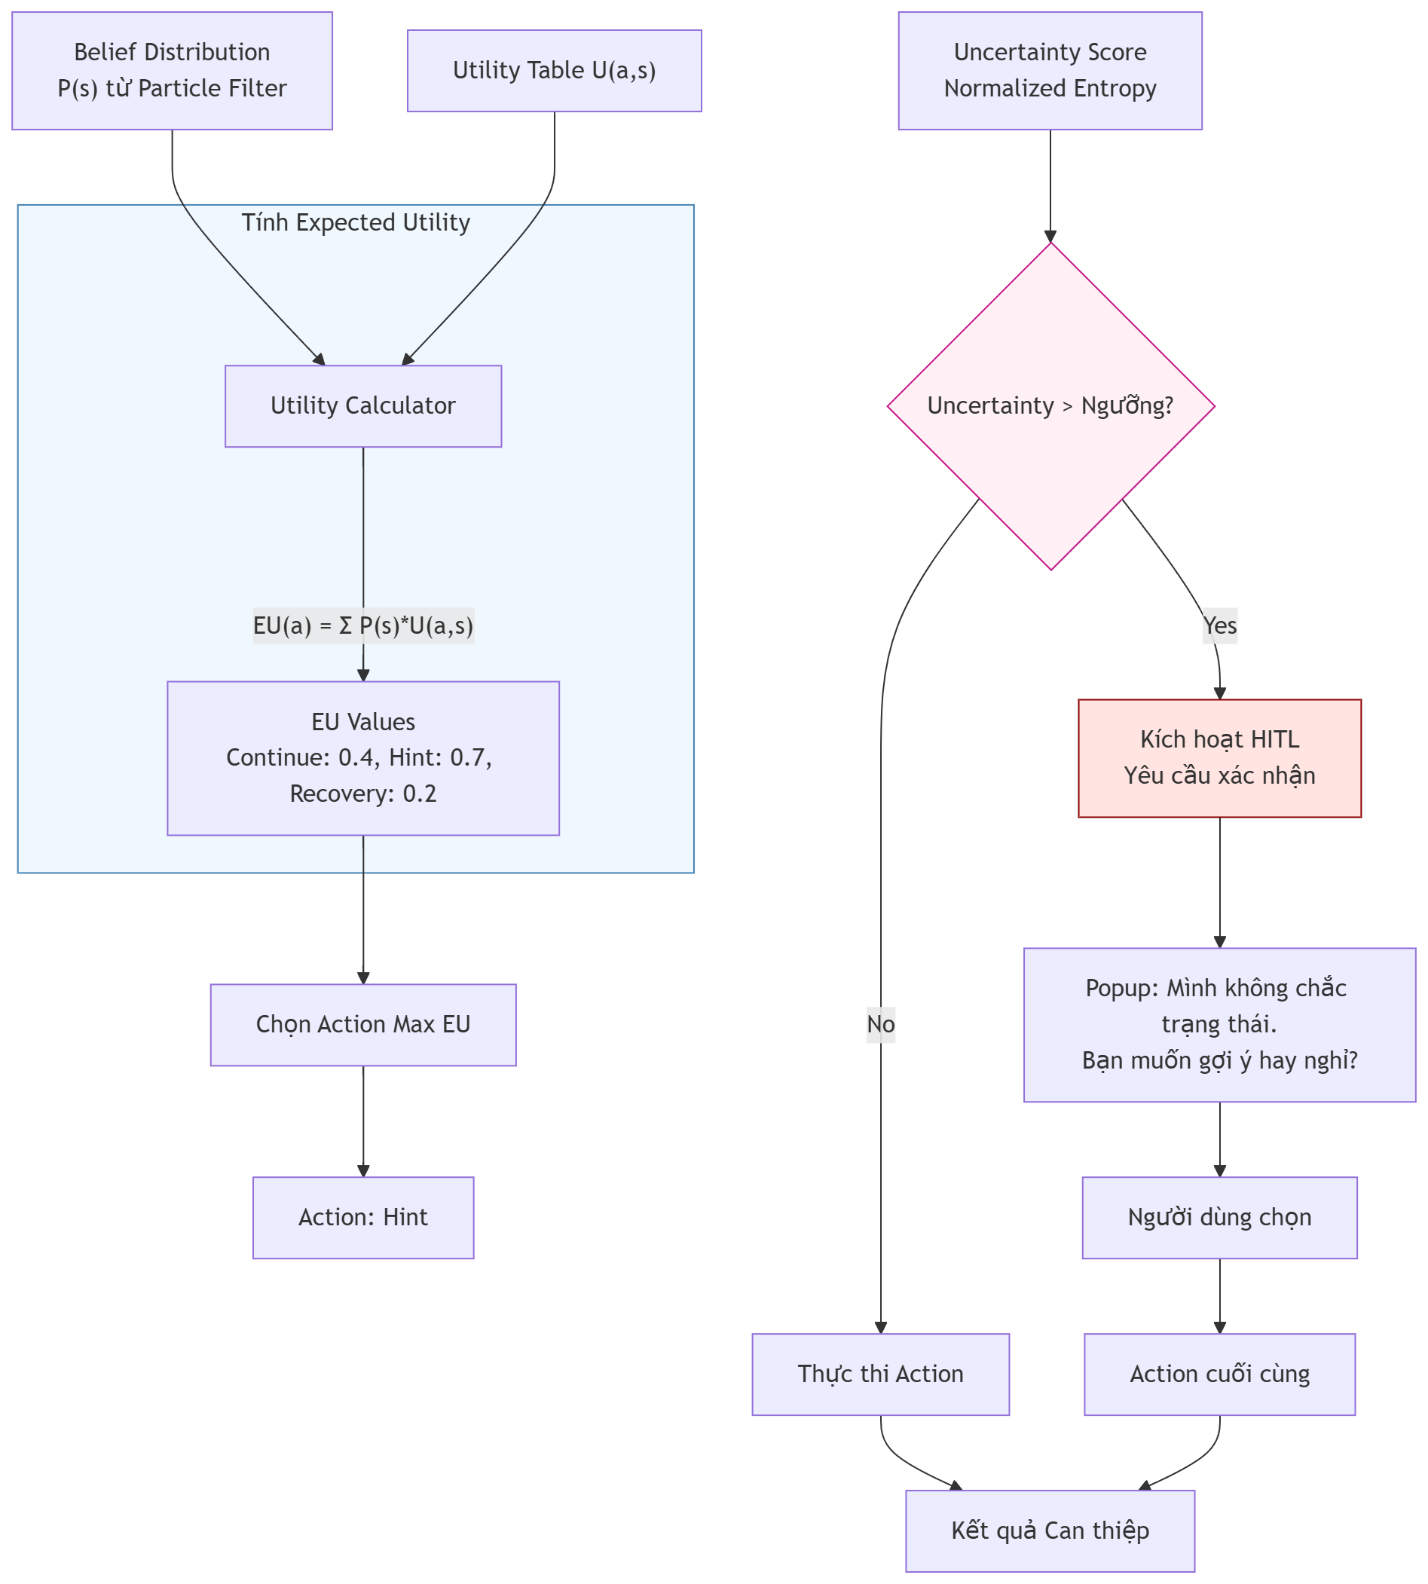 Belief Distribution
P(s) từ Particle Filter
Utility Table U(a,s)
Uncertainty Score
Normalized Entropy
Tính Expected Utility
Utility Calculator
Uncertainty > Ngưỡng?
EU(a) = Σ P(s)*U(a,s)
Yes
EU Values
Continue: 0.4, Hint: 0.7,
Recovery: 0.2
Kích hoạt HITL
Yêu cầu xác nhận
Chọn Action Max EU
No
Popup: Mình không chắc
trạng thái.
Bạn muốn gợi ý hay nghỉ?
Action: Hint
Người dùng chọn
Thực thi Action
Action cuối cùng
Kết quả Can thiệp